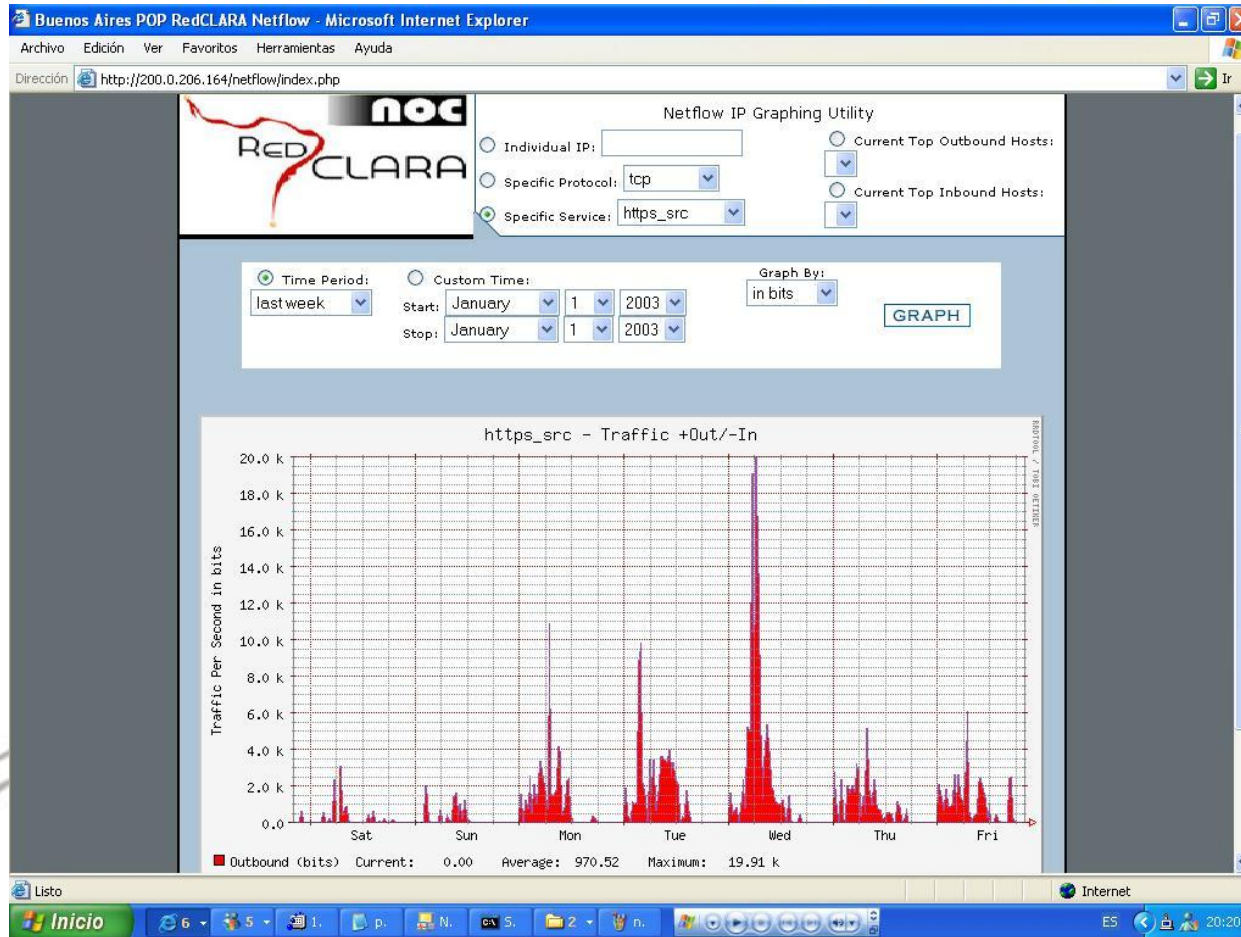 Buenos Aires POP RedCLARA Netflow - Microsoft Internet Explorer
Archivo Edición Ver Favoritos Herramientas Ayuda
Dirección http://200.0.206.164/netflow/index.php Ir
noc
RED CLARA
Netflow IP Graphing Utility
Individual IP:
Specific Protocol: tcp
Specific Service: https_src
Current Top Outbound Hosts:
Current Top Inbound Hosts:
Time Period:
last week
Custom Time:
Start: January 1 2003
Stop: January 1 2003
Graph By:
in bits
GRAPH
https_src - Traffic +Out/-In
RRDTOOL / TOBI OETIKER
Traffic Per Second in bits
20.0 k
18.0 k
16.0 k
14.0 k
12.0 k
10.0 k
8.0 k
6.0 k
4.0 k
2.0 k
0.0
Sat Sun Mon Tue Wed Thu Fri
Outbound (bits) Current: 0.00 Average: 970.52 Maximum: 19.91 k
Listo Internet
Inicio 6 5 1. p. N. S. 2 n. ES 20:20